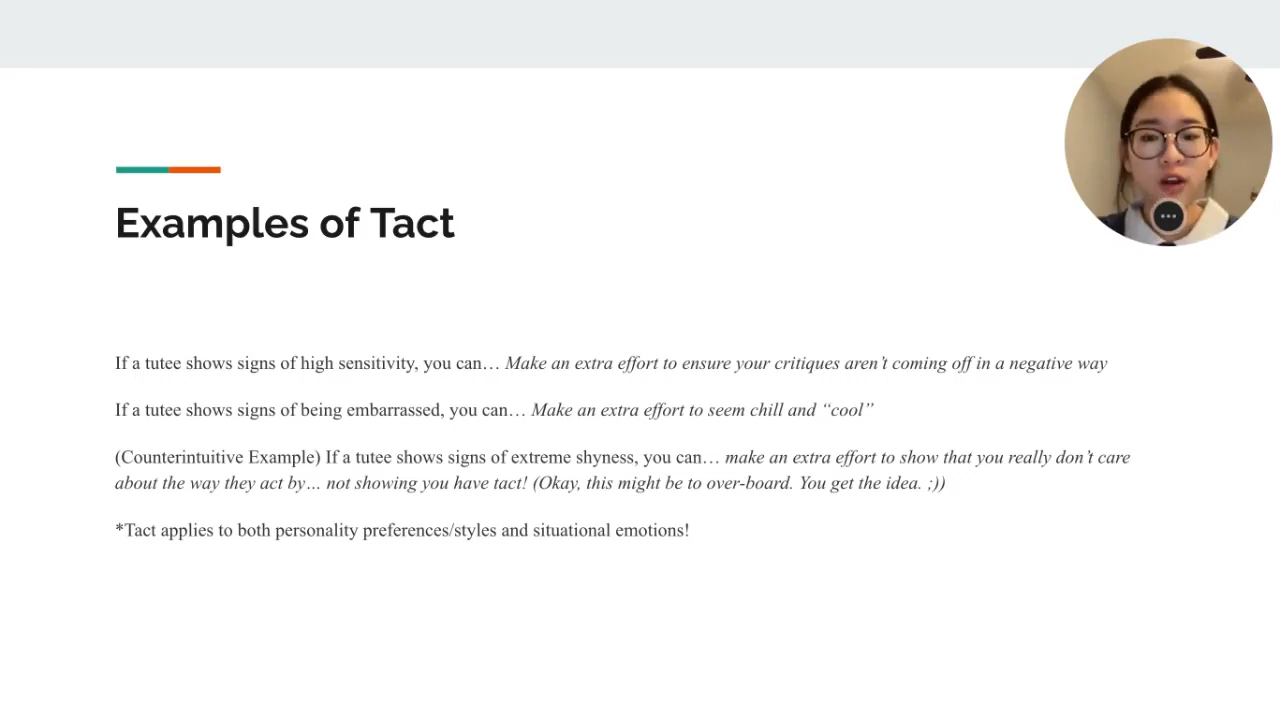 Examples of Tact
If a tutee shows signs of high sensitivity, you can… Make an extra effort to ensure your critiques aren’t coming off in a negative way
If a tutee shows signs of being embarrassed, you can… Make an extra effort to seem chill and “cool”
(Counterintuitive Example) If a tutee shows signs of extreme shyness, you can… make an extra effort to show that you really don’t care
about the way they act by… not showing you have tact! (Okay, this might be to over-board. You get the idea. ;))
*Tact applies to both personality preferences/styles and situational emotions!